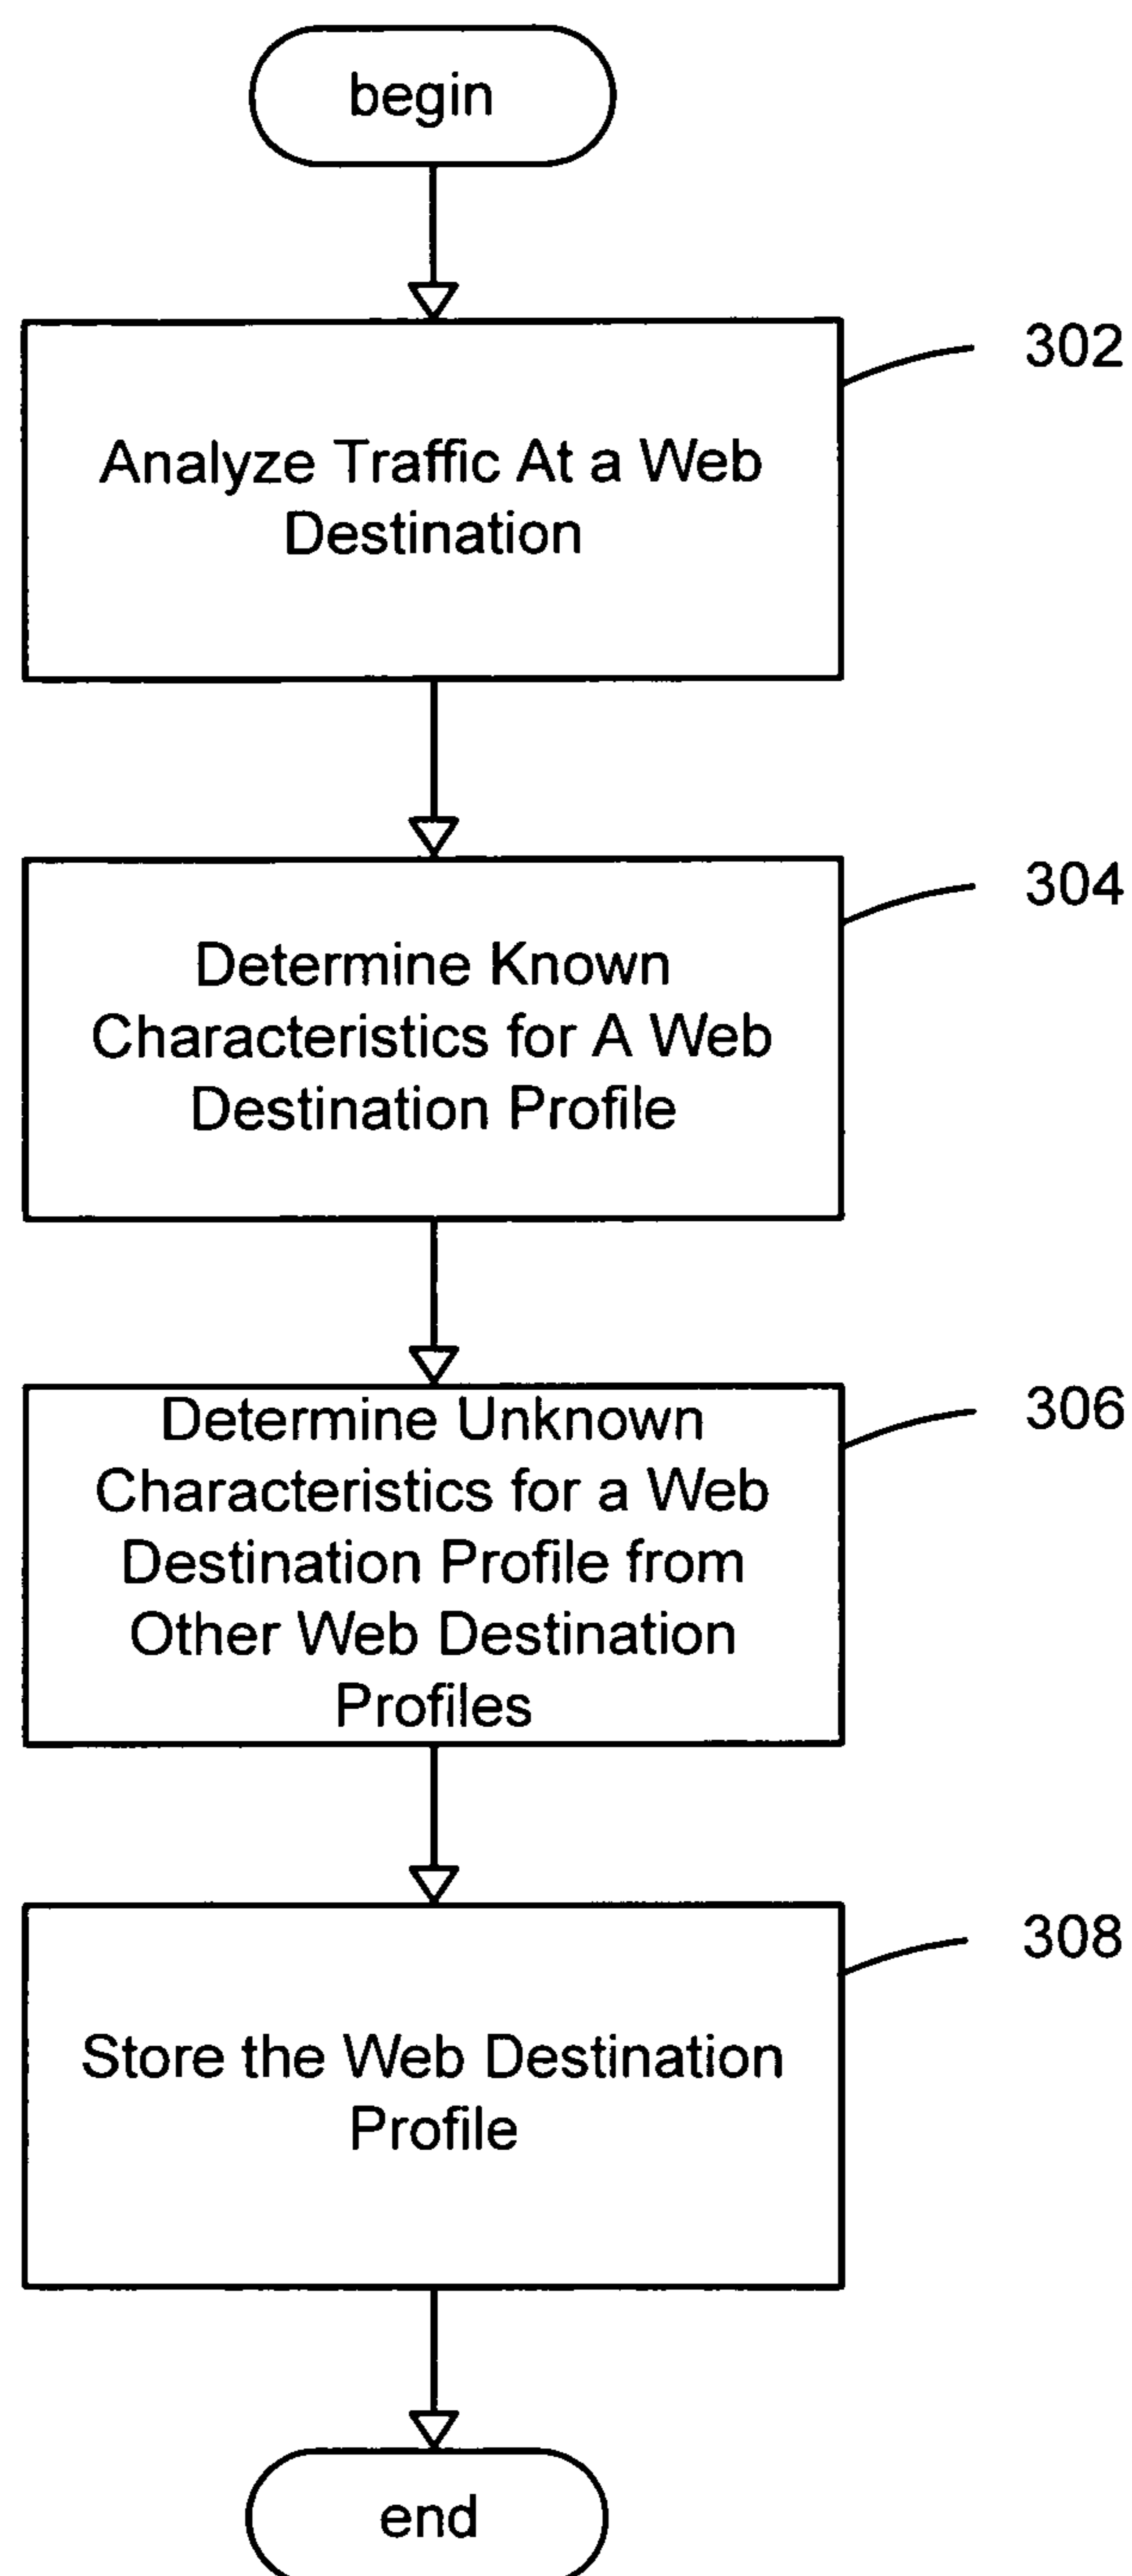 begin
302
Analyze Traffic At a Web
Destination
304
Determine Known
Characteristics for A Web
Destination Profile
306
Determine Unknown
Characteristics for a Web
Destination Profile from
Other Web Destination
Profiles
308
Store the Web Destination
Profile
end